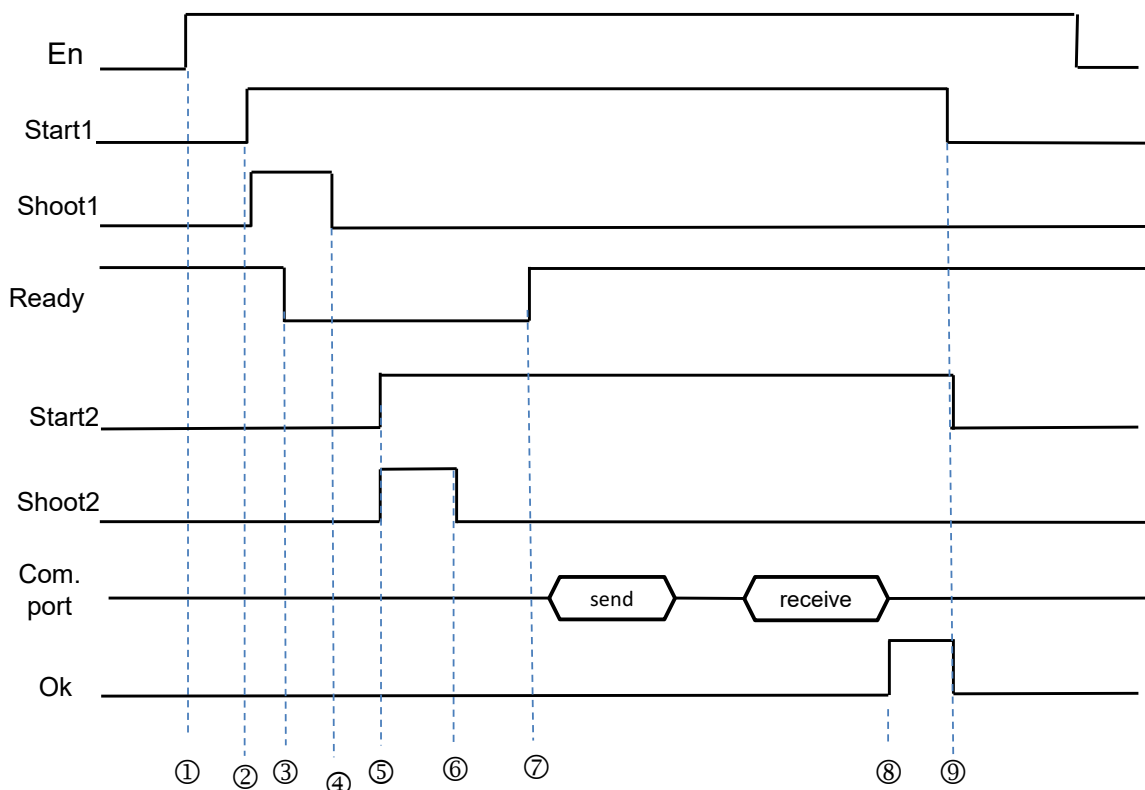 En
Start1
Shoot1
Ready
Start2
Shoot2
Com.
port
send
receive
Ok
① ② ③ ④ ⑤ ⑥ ⑦ ⑧ ⑨